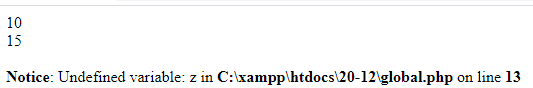 10
15
Notice: Undefined variable: z in C:\xampp\htdocs\20-12\global.php on line 13